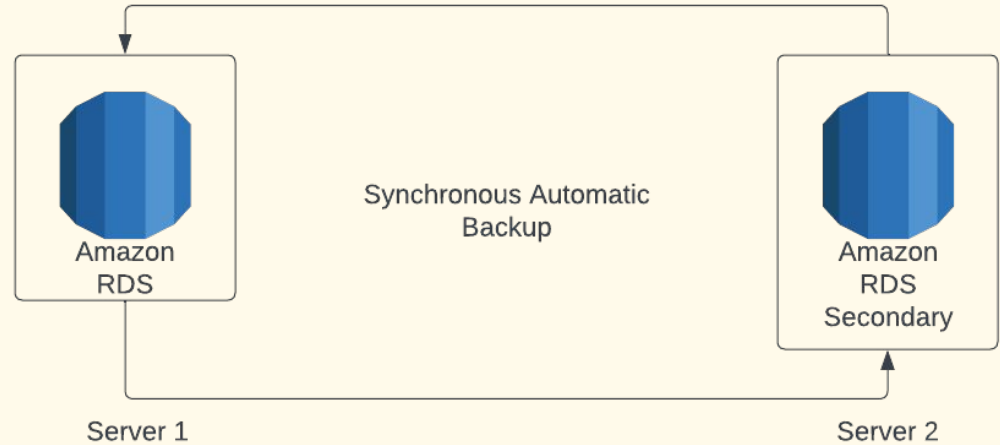 Synchronous Automatic
Backup
Amazon
RDS
Amazon
RDS
Secondary
Server 1
Server 2